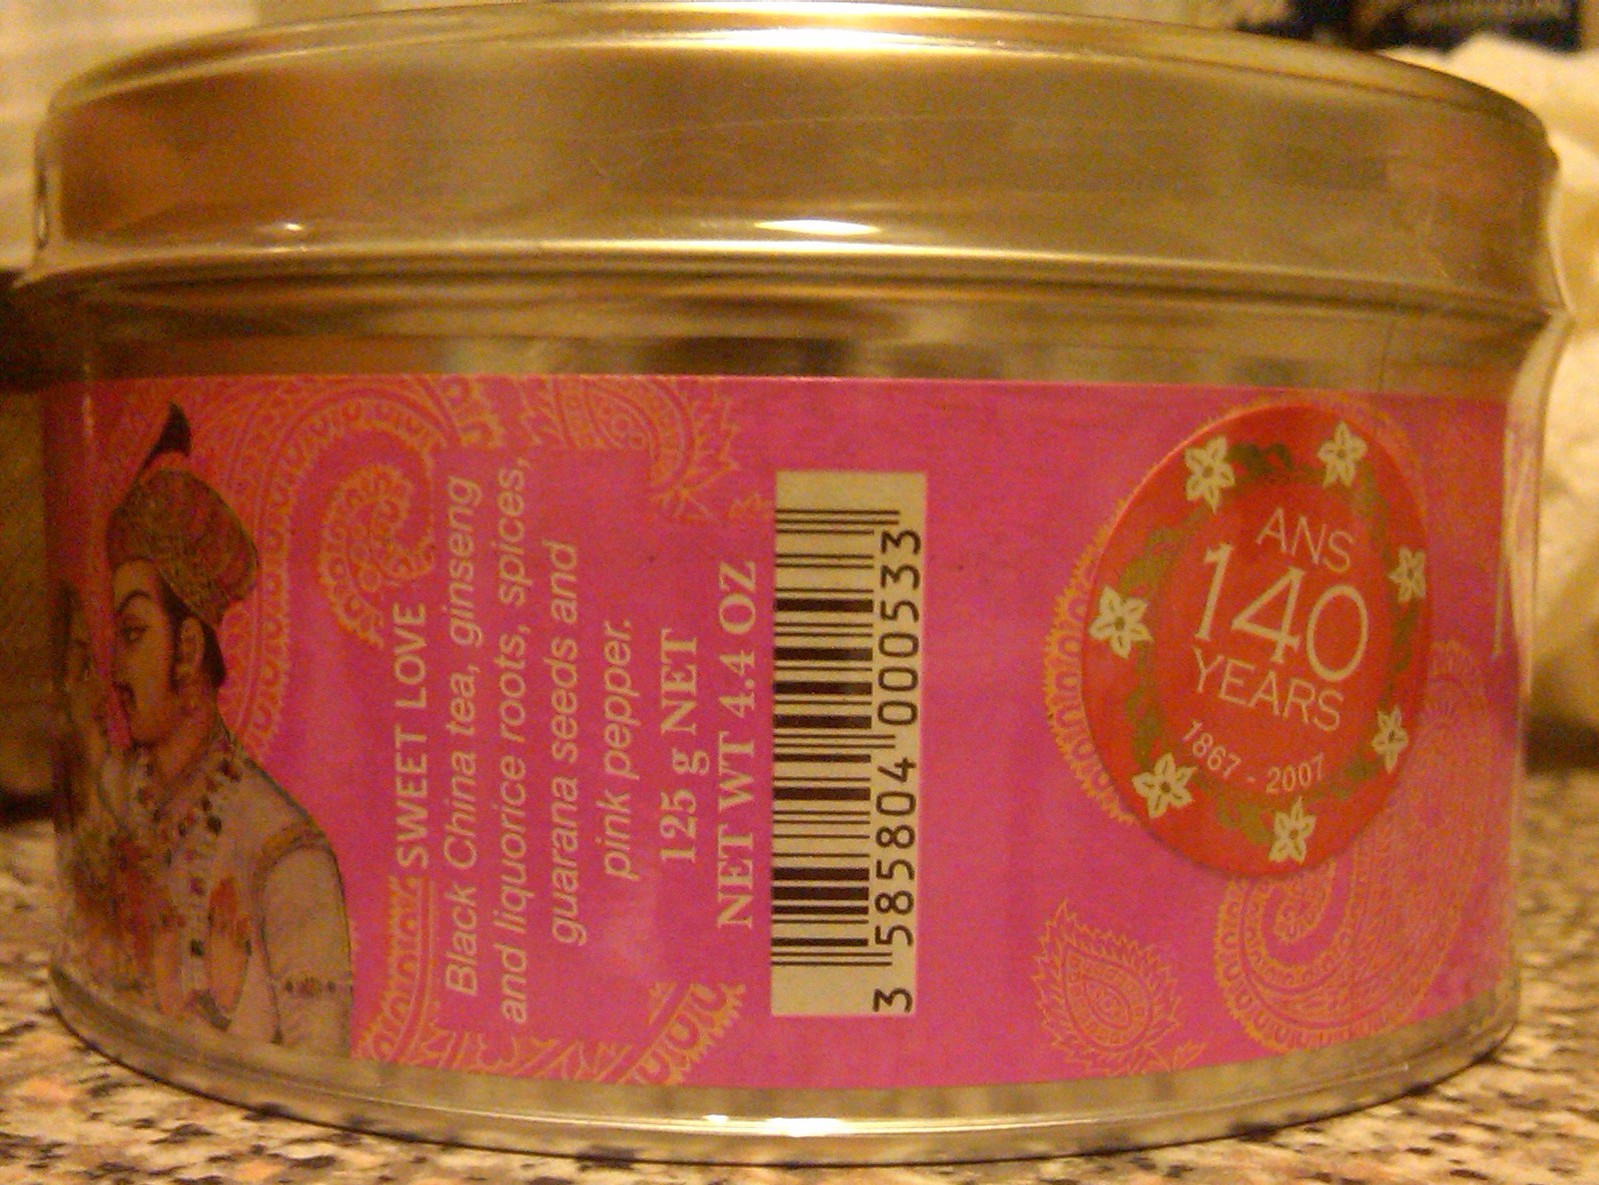 SWEET LOVE
Black China tea, ginseng
and liquorice roots, spices,
guarana seeds and
pink pepper.
125 g NET
NET WT 4.4 OZ
3 585804 000533
ANS
140
YEARS
1867 - 2007